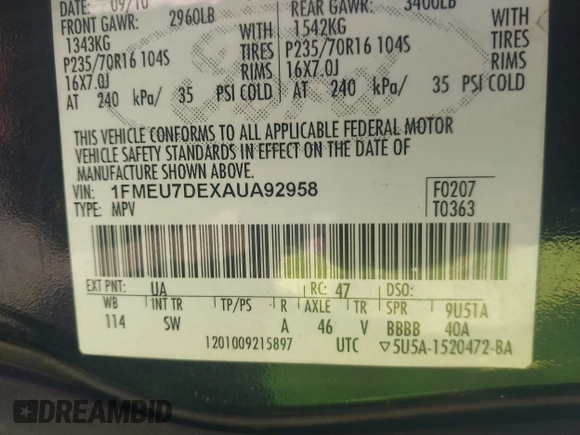 DATE: 09/10
FRONT GAWR: 2960LB REAR GAWR: 3400LB
1343KG 1542KG
P235/70R16 104S TIRES P235/70R16 104S TIRES
16X7.0J RIMS 16X7.0J RIMS
AT 240 kPa/ 35 PSI COLD AT 240 kPa/ 35 PSI COLD
THIS VEHICLE CONFORMS TO ALL APPLICABLE FEDERAL MOTOR
VEHICLE SAFETY STANDARDS IN EFFECT ON THE DATE OF
MANUFACTURE SHOWN ABOVE.
VIN: 1FMEU7DEXAUA92958 F0207
TYPE: MPV T0363
EXT PNT: UA RC: 47 DSO:
WB INT TR TP/PS R AXLE TR SPR 9U51A
114 SW A 46 V BBBB 40A
1201009215897 UTC ▽5U5A-1520472-BA
DREAMBID